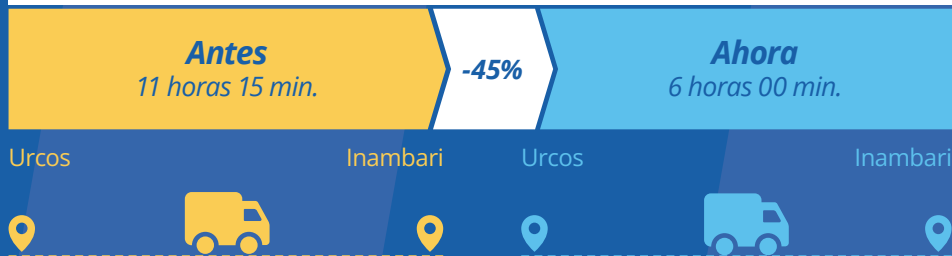 Antes
11 horas 15 min.
-45%
Ahora
6 horas 00 min.
Urcos
Inambari
Urcos
Inambari